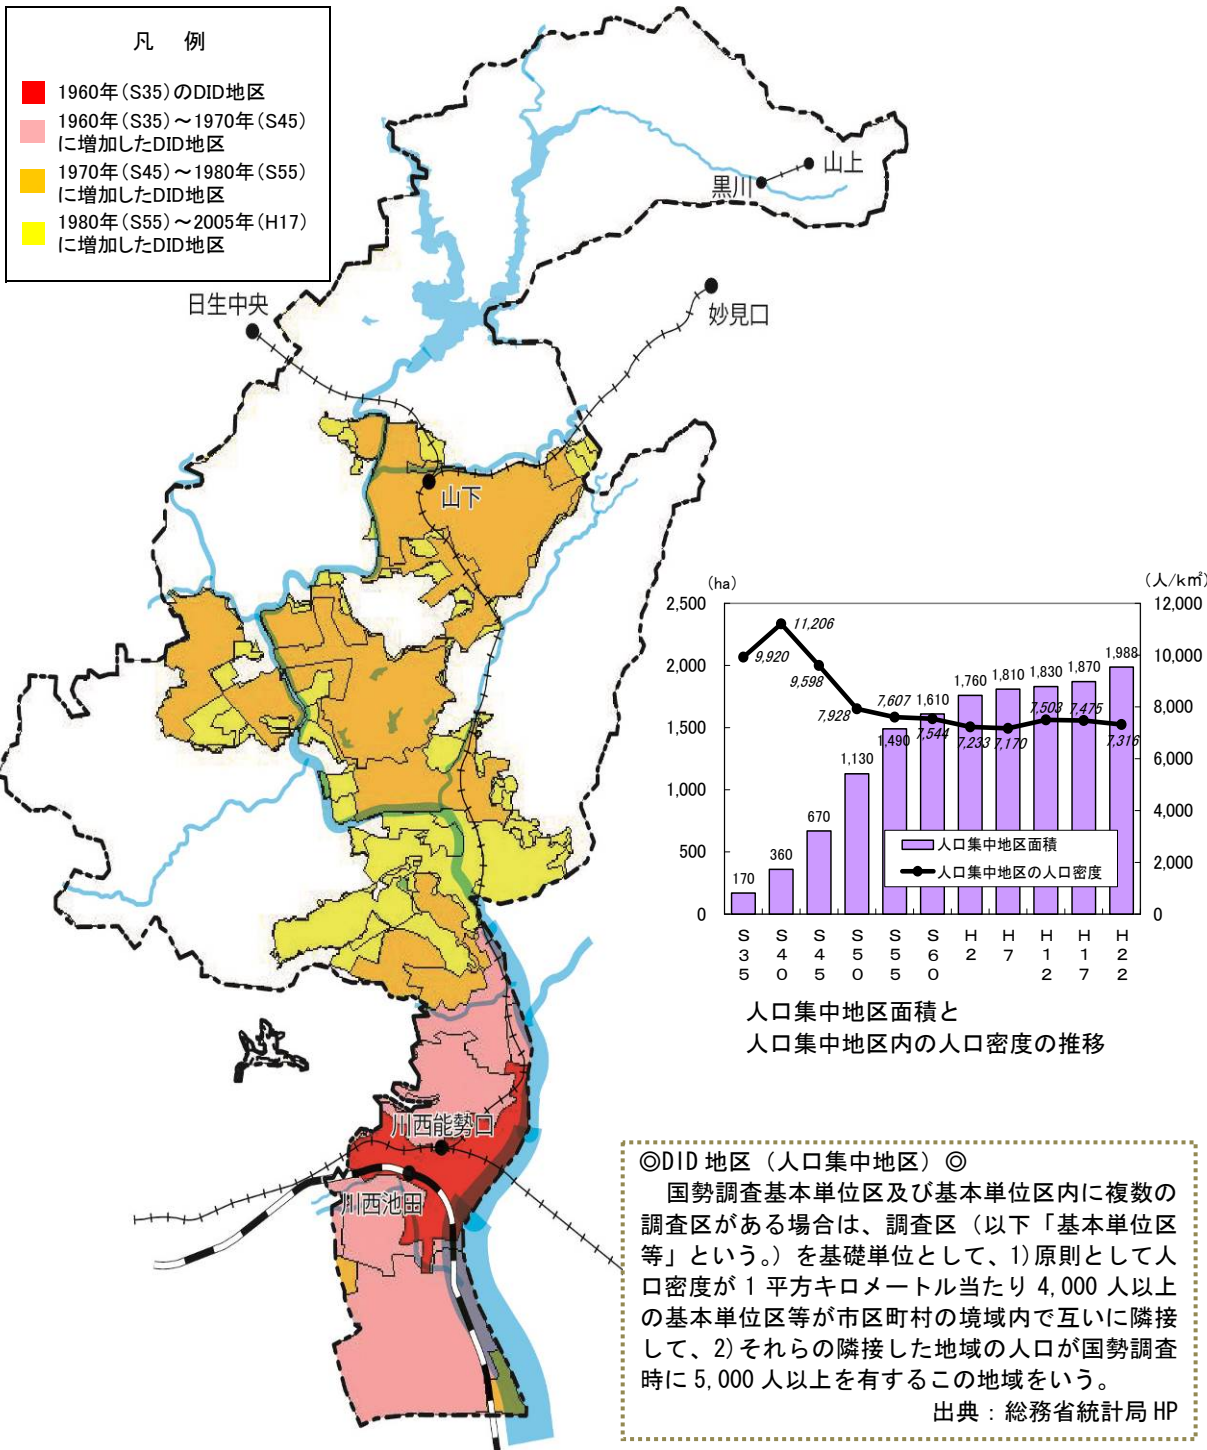 凡 例
1960年(S35)のDID地区
1960年(S35)～1970年(S45)
に増加したDID地区
1970年(S45)～1980年(S55)
に増加したDID地区
1980年(S55)～2005年(H17)
に増加したDID地区
山上
黒川
日生中央
妙見口
山下
川西能勢口
川西池田
(ha)
(人/k㎡)
2,500
2,000
1,500
1,000
500
0
12,000
10,000
8,000
6,000
4,000
2,000
0
9,920
11,206
9,598
7,928
7,607
7,544
7,233
7,170
7,503
7,475
7,316
170
360
670
1,130
1,490
1,610
1,760
1,810
1,830
1,870
1,988
人口集中地区面積
人口集中地区の人口密度
S35
S40
S45
S50
S55
S60
H2
H7
H12
H17
H22
人口集中地区面積と
人口集中地区内の人口密度の推移
◎DID 地区（人口集中地区）◎
国勢調査基本単位区及び基本単位区内に複数の
調査区がある場合は、調査区（以下「基本単位区
等」という。）を基礎単位として、1)原則として人
口密度が 1 平方キロメートル当たり 4,000 人以上
の基本単位区等が市区町村の境域内で互いに隣接
して、2)それらの隣接した地域の人口が国勢調査
時に 5,000 人以上を有するこの地域をいう。
出典：総務省統計局 HP